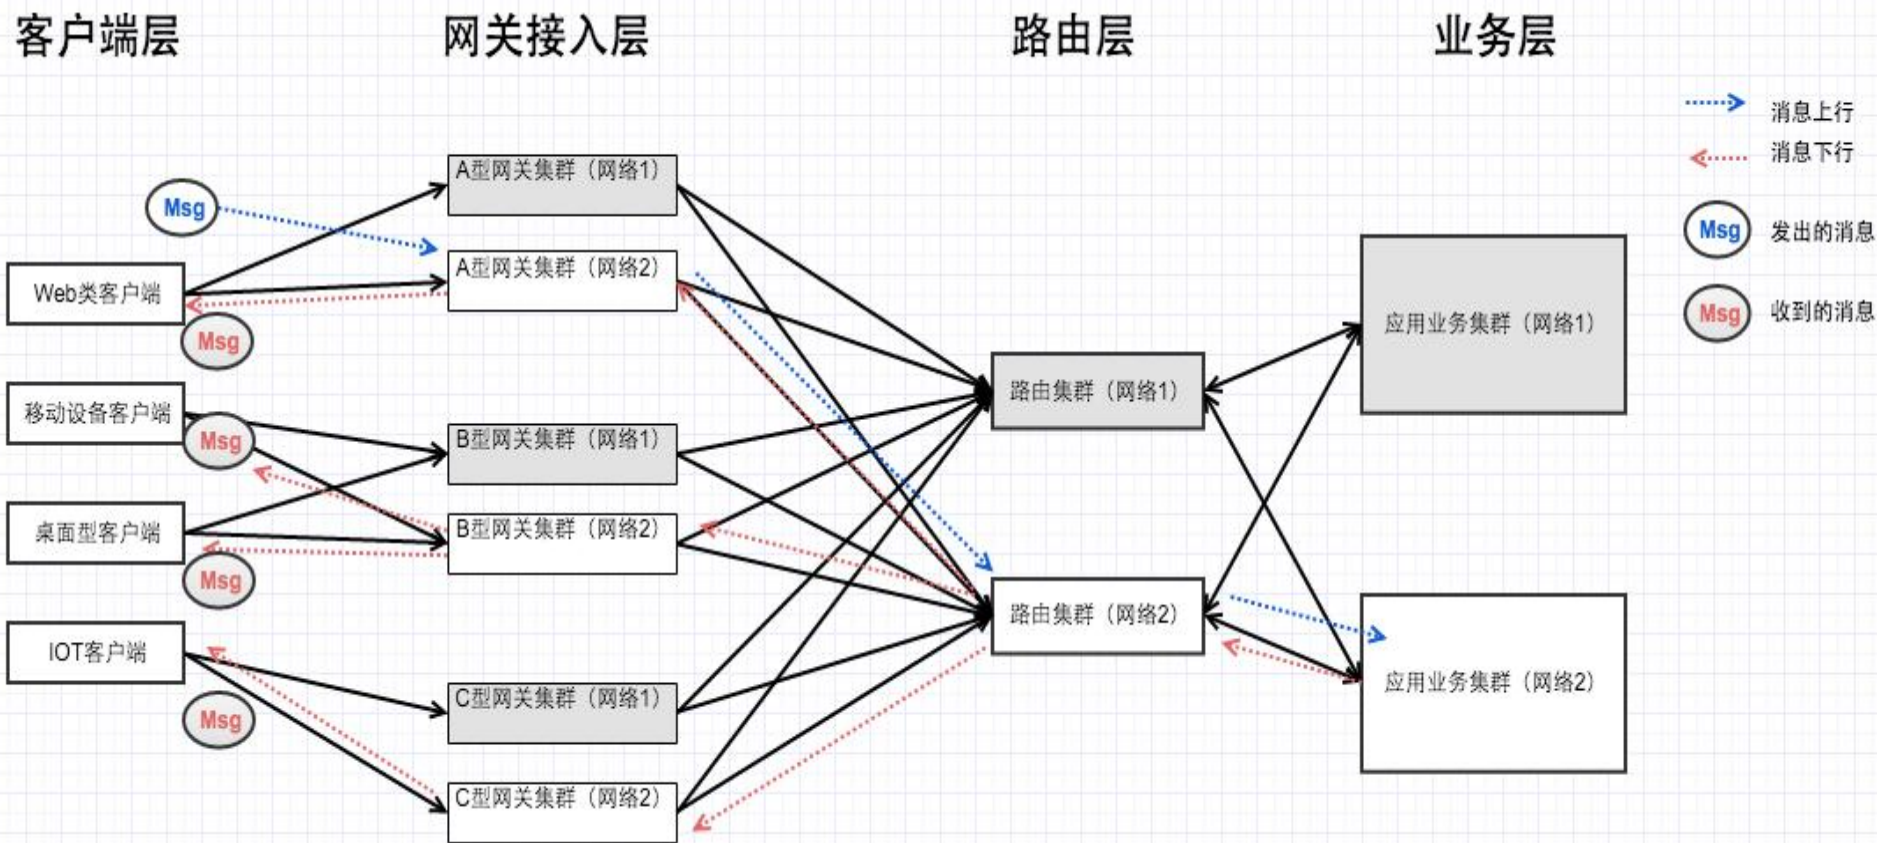 客户端层
网关接入层
路由层
业务层
消息上行
消息下行
Msg
发出的消息
Msg
收到的消息
Msg
Web类客户端
Msg
移动设备客户端
Msg
桌面型客户端
Msg
IOT客户端
Msg
A型网关集群（网络1）
A型网关集群（网络2）
B型网关集群（网络1）
B型网关集群（网络2）
C型网关集群（网络1）
C型网关集群（网络2）
路由集群（网络1）
路由集群（网络2）
应用业务集群（网络1）
应用业务集群（网络2）